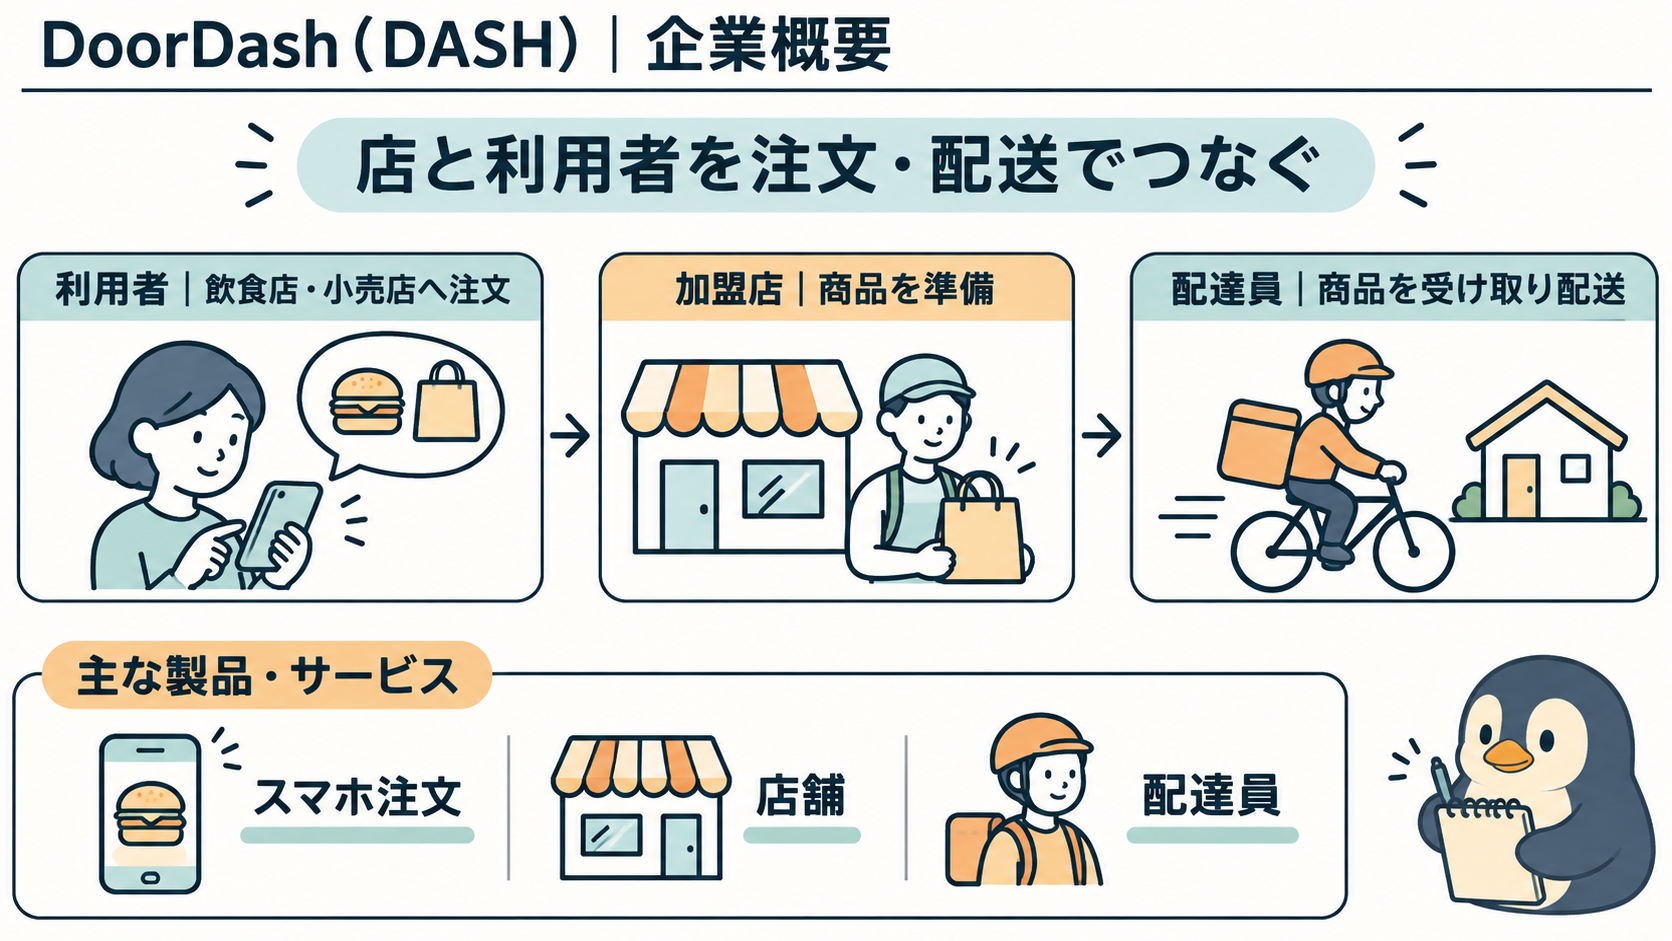 DoorDash（DASH）｜企業概要
店と利用者を注文・配送でつなぐ
利用者｜飲食店・小売店へ注文
加盟店｜商品を準備
配達員｜商品を受け取り配送
主な製品・サービス
スマホ注文
店舗
配達員